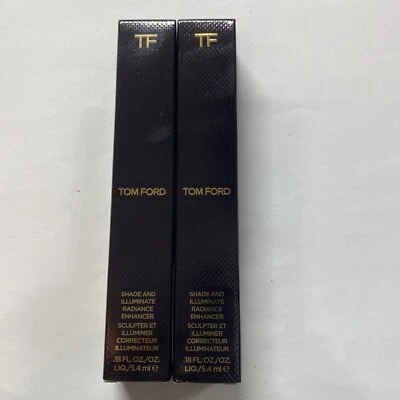 TF
TOM FORD
SHADE AND
ILLUMINATE
RADIANCE
ENHANCER
SCULPTER ET
ILLUMINER
CORRECTEUR
ILLUMINATEUR
.18 FL. OZ./OZ.
LIQ./5.4 ml ℮
TF
TOM FORD
SHADE AND
ILLUMINATE
RADIANCE
ENHANCER
SCULPTER ET
ILLUMINER
CORRECTEUR
ILLUMINATEUR
.18 FL. OZ./OZ.
LIQ./5.4 ml ℮